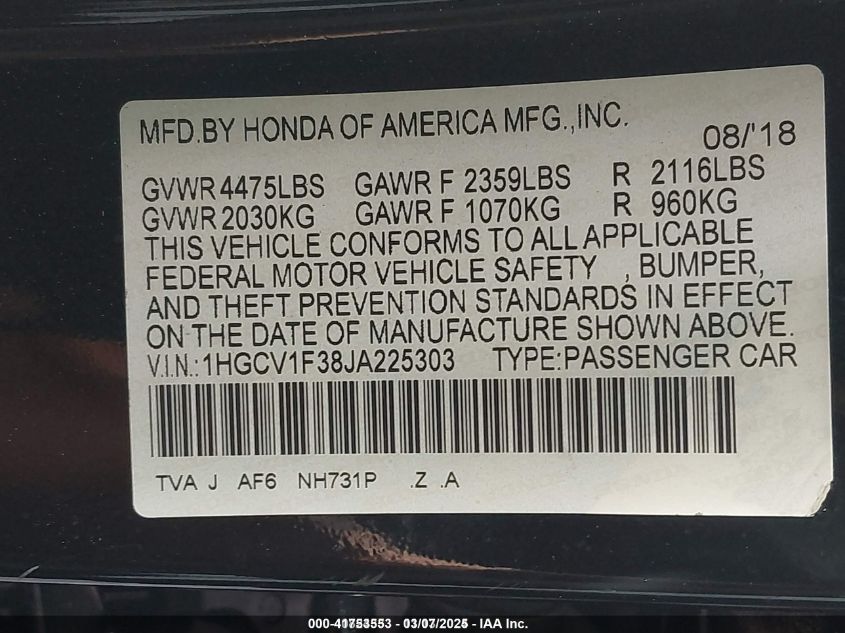 MFD.BY HONDA OF AMERICA MFG.,INC.
08/'18
GVWR 4475LBS GAWR F 2359LBS R 2116LBS
GVWR 2030KG GAWR F 1070KG R 960KG
THIS VEHICLE CONFORMS TO ALL APPLICABLE
FEDERAL MOTOR VEHICLE SAFETY , BUMPER,
AND THEFT PREVENTION STANDARDS IN EFFECT
ON THE DATE OF MANUFACTURE SHOWN ABOVE.
V.I.N.:1HGCV1F38JA225303 TYPE:PASSENGER CAR
TVA J AF6 NH731P .Z .A
000-41753553 - 03/07/2025 - IAA Inc.